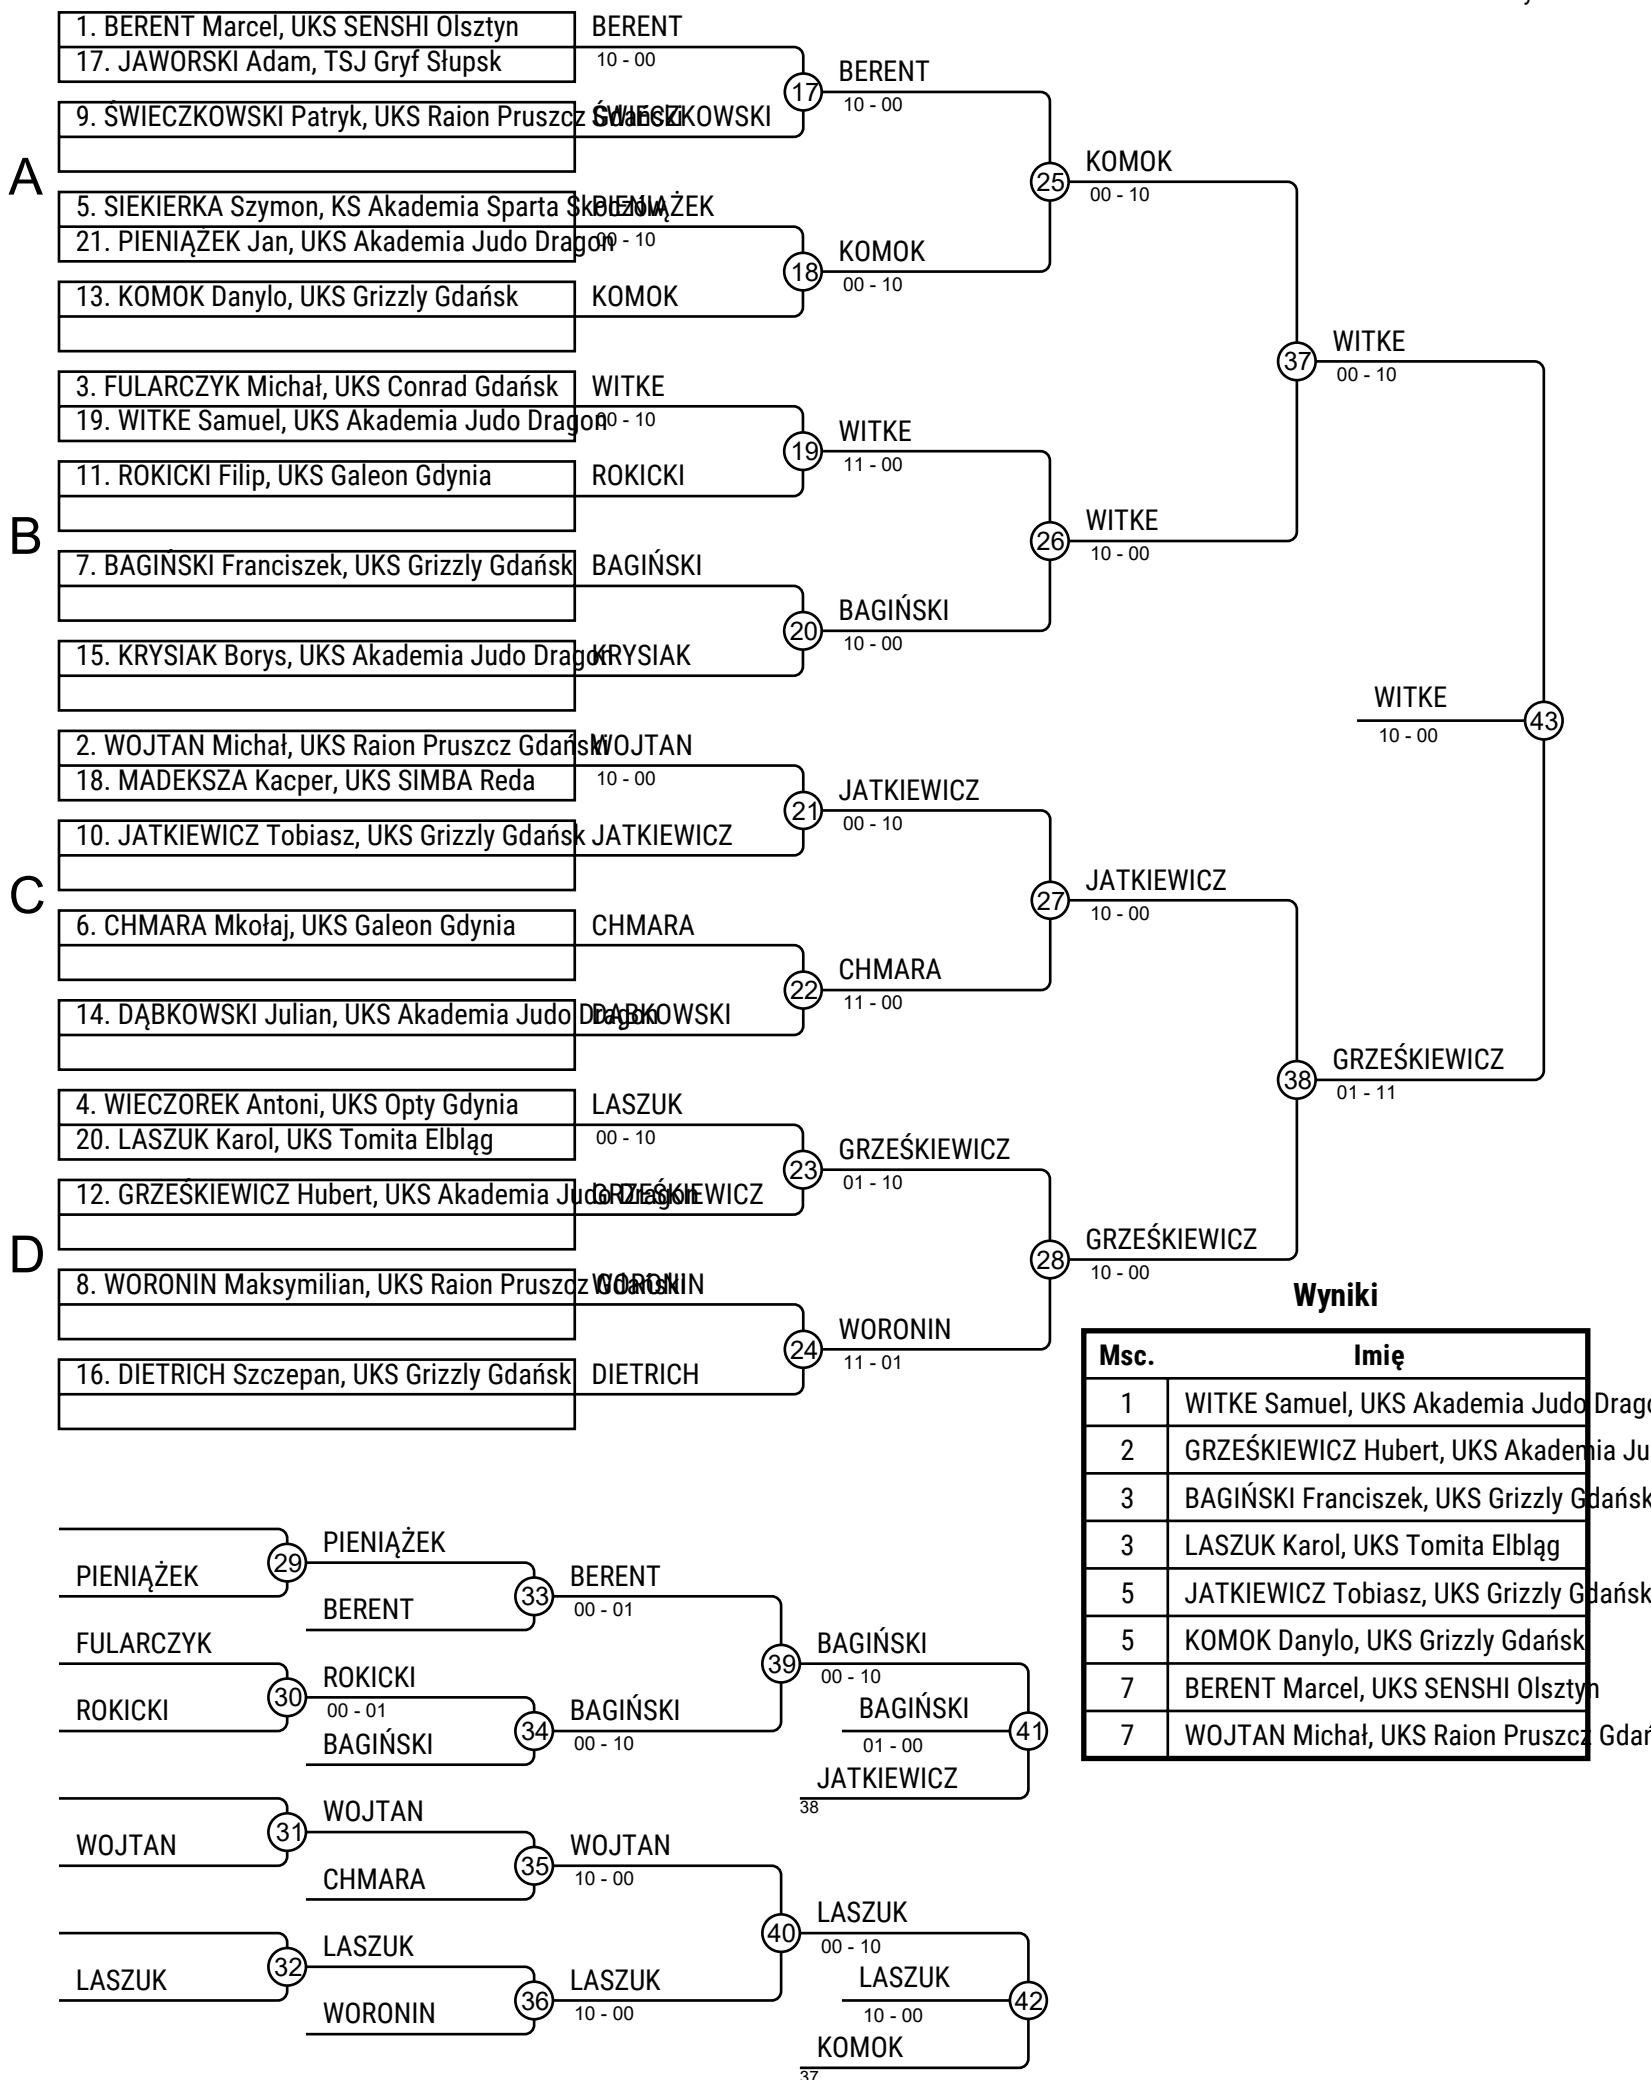 1. BERENT Marcel, UKS SENSHI Olsztyn
BERENT
17. JAWORSKI Adam, TSJ Gryf Słupsk
10 - 00
17
BERENT
10 - 00
9. ŚWIECZKOWSKI Patryk, UKS Raion Pruszcz Gdański
ŚWIECZKOWSKI
A
25
KOMOK
00 - 10
5. SIEKIERKA Szymon, KS Akademia Sparta Skoczów
PIENIĄŻEK
21. PIENIĄŻEK Jan, UKS Akademia Judo Dragon
00 - 10
18
KOMOK
00 - 10
13. KOMOK Danylo, UKS Grizzly Gdańsk
KOMOK
37
WITKE
00 - 10
3. FULARCZYK Michał, UKS Conrad Gdańsk
WITKE
19. WITKE Samuel, UKS Akademia Judo Dragon
00 - 10
19
WITKE
11 - 00
11. ROKICKI Filip, UKS Galeon Gdynia
ROKICKI
B
26
WITKE
10 - 00
7. BAGIŃSKI Franciszek, UKS Grizzly Gdańsk
BAGIŃSKI
20
BAGIŃSKI
10 - 00
15. KRYSIAK Borys, UKS Akademia Judo Dragon
KRYSIAK
WITKE
10 - 00
43
2. WOJTAN Michał, UKS Raion Pruszcz Gdański
WOJTAN
18. MADEKSZA Kacper, UKS SIMBA Reda
10 - 00
21
JATKIEWICZ
00 - 10
10. JATKIEWICZ Tobiasz, UKS Grizzly Gdańsk
JATKIEWICZ
C
27
JATKIEWICZ
10 - 00
6. CHMARA Mkołaj, UKS Galeon Gdynia
CHMARA
22
CHMARA
11 - 00
14. DĄBKOWSKI Julian, UKS Akademia Judo Dragon
DĄBKOWSKI
38
GRZEŚKIEWICZ
01 - 11
4. WIECZOREK Antoni, UKS Opty Gdynia
LASZUK
20. LASZUK Karol, UKS Tomita Elbląg
00 - 10
23
GRZEŚKIEWICZ
01 - 10
12. GRZEŚKIEWICZ Hubert, UKS Akademia Judo Dragon
GRZEŚKIEWICZ
D
28
GRZEŚKIEWICZ
10 - 00
8. WORONIN Maksymilian, UKS Raion Pruszcz Gdański
WORONIN
24
WORONIN
11 - 01
16. DIETRICH Szczepan, UKS Grizzly Gdańsk
DIETRICH
Wyniki
Msc. Imię
1 WITKE Samuel, UKS Akademia Judo Drago
2 GRZEŚKIEWICZ Hubert, UKS Akademia Ju
3 BAGIŃSKI Franciszek, UKS Grizzly Gdańsk
3 LASZUK Karol, UKS Tomita Elbląg
5 JATKIEWICZ Tobiasz, UKS Grizzly Gdańsk
5 KOMOK Danylo, UKS Grizzly Gdańsk
7 BERENT Marcel, UKS SENSHI Olsztyn
7 WOJTAN Michał, UKS Raion Pruszcz Gdań
PIENIĄŻEK
29
PIENIĄŻEK
BERENT
33
BERENT
00 - 01
FULARCZYK
ROKICKI
30
ROKICKI
00 - 01
BAGIŃSKI
34
BAGIŃSKI
00 - 10
39
BAGIŃSKI
00 - 10
BAGIŃSKI
01 - 00
41
JATKIEWICZ
38
WOJTAN
31
WOJTAN
CHMARA
35
WOJTAN
10 - 00
LASZUK
32
LASZUK
WORONIN
36
LASZUK
10 - 00
40
LASZUK
00 - 10
LASZUK
10 - 00
42
KOMOK
37